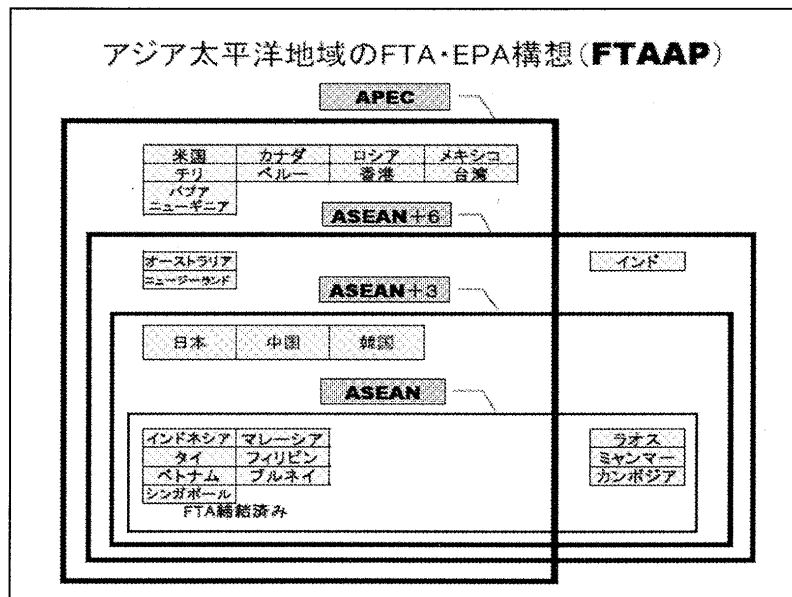 アジア太平洋地域のFTA・EPA構想(FTAAP)
APEC
米国 カナダ ロシア メキシコ
チリ ペルー 香港 台湾
パプア
ニューギニア
ASEAN+6
オーストラリア インド
ニュージーランド
ASEAN+3
日本 中国 韓国
ASEAN
インドネシア マレーシア ラオス
タイ フィリピン ミャンマー
ベトナム ブルネイ カンボジア
シンガポール
FTA締結済み